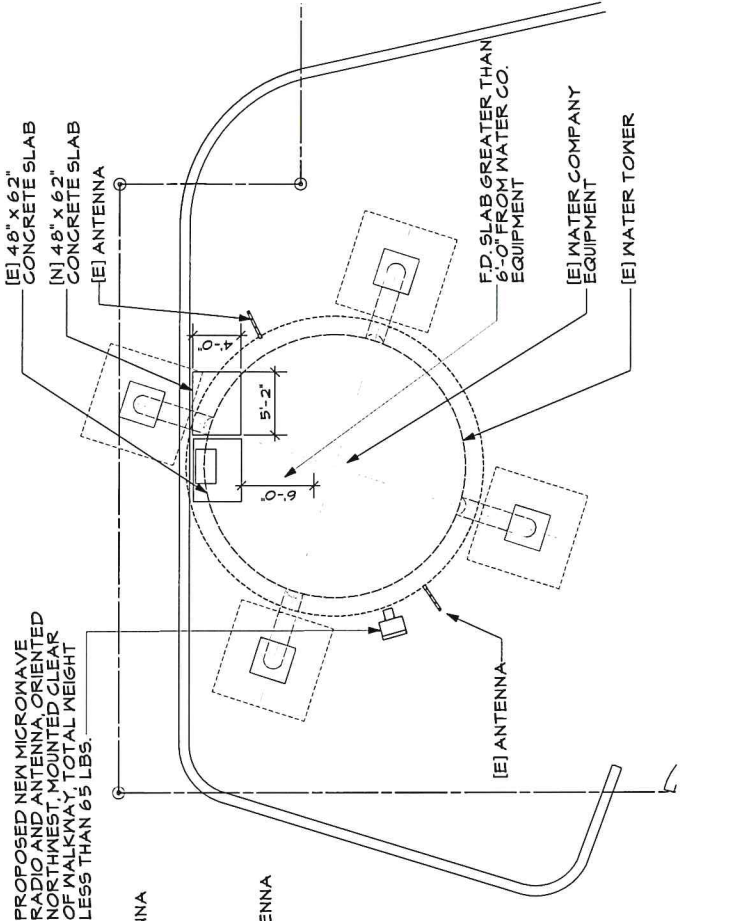 [E] 48" x 62"
CONCRETE SLAB
[N] 48" x 62"
CONCRETE SLAB
[E] ANTENNA
F.D. SLAB GREATER THAN
6'-0" FROM WATER CO.
EQUIPMENT
[E] WATER COMPANY
EQUIPMENT
[E] WATER TOWER
4'-0"
5'-2"
6'-0"
PROPOSED NEW MICROWAVE
RADIO AND ANTENNA, ORIENTED
NORTHWEST, MOUNTED CLEAR
OF WALKWAY, TOTAL WEIGHT
LESS THAN 65 LBS.
[E] ANTENNA
NNA
ENNA